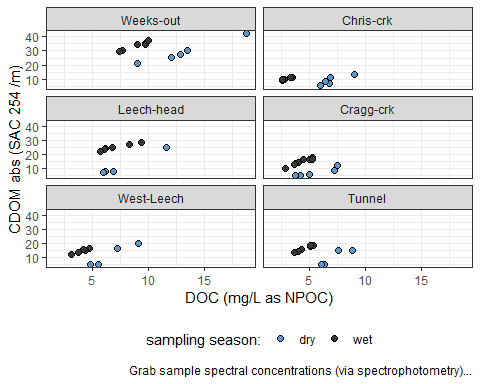 Weeks-out
Chris-crk
40
30
20
10
Leech-head
Cragg-crk
40
30
20
10
West-Leech
Tunnel
40
30
20
10
5
10
15
5
10
15
CDOM abs (SAC 254 /m)
DOC (mg/L as NPOC)
sampling season: dry wet
Grab sample spectral concentrations (via spectrophotometry)...